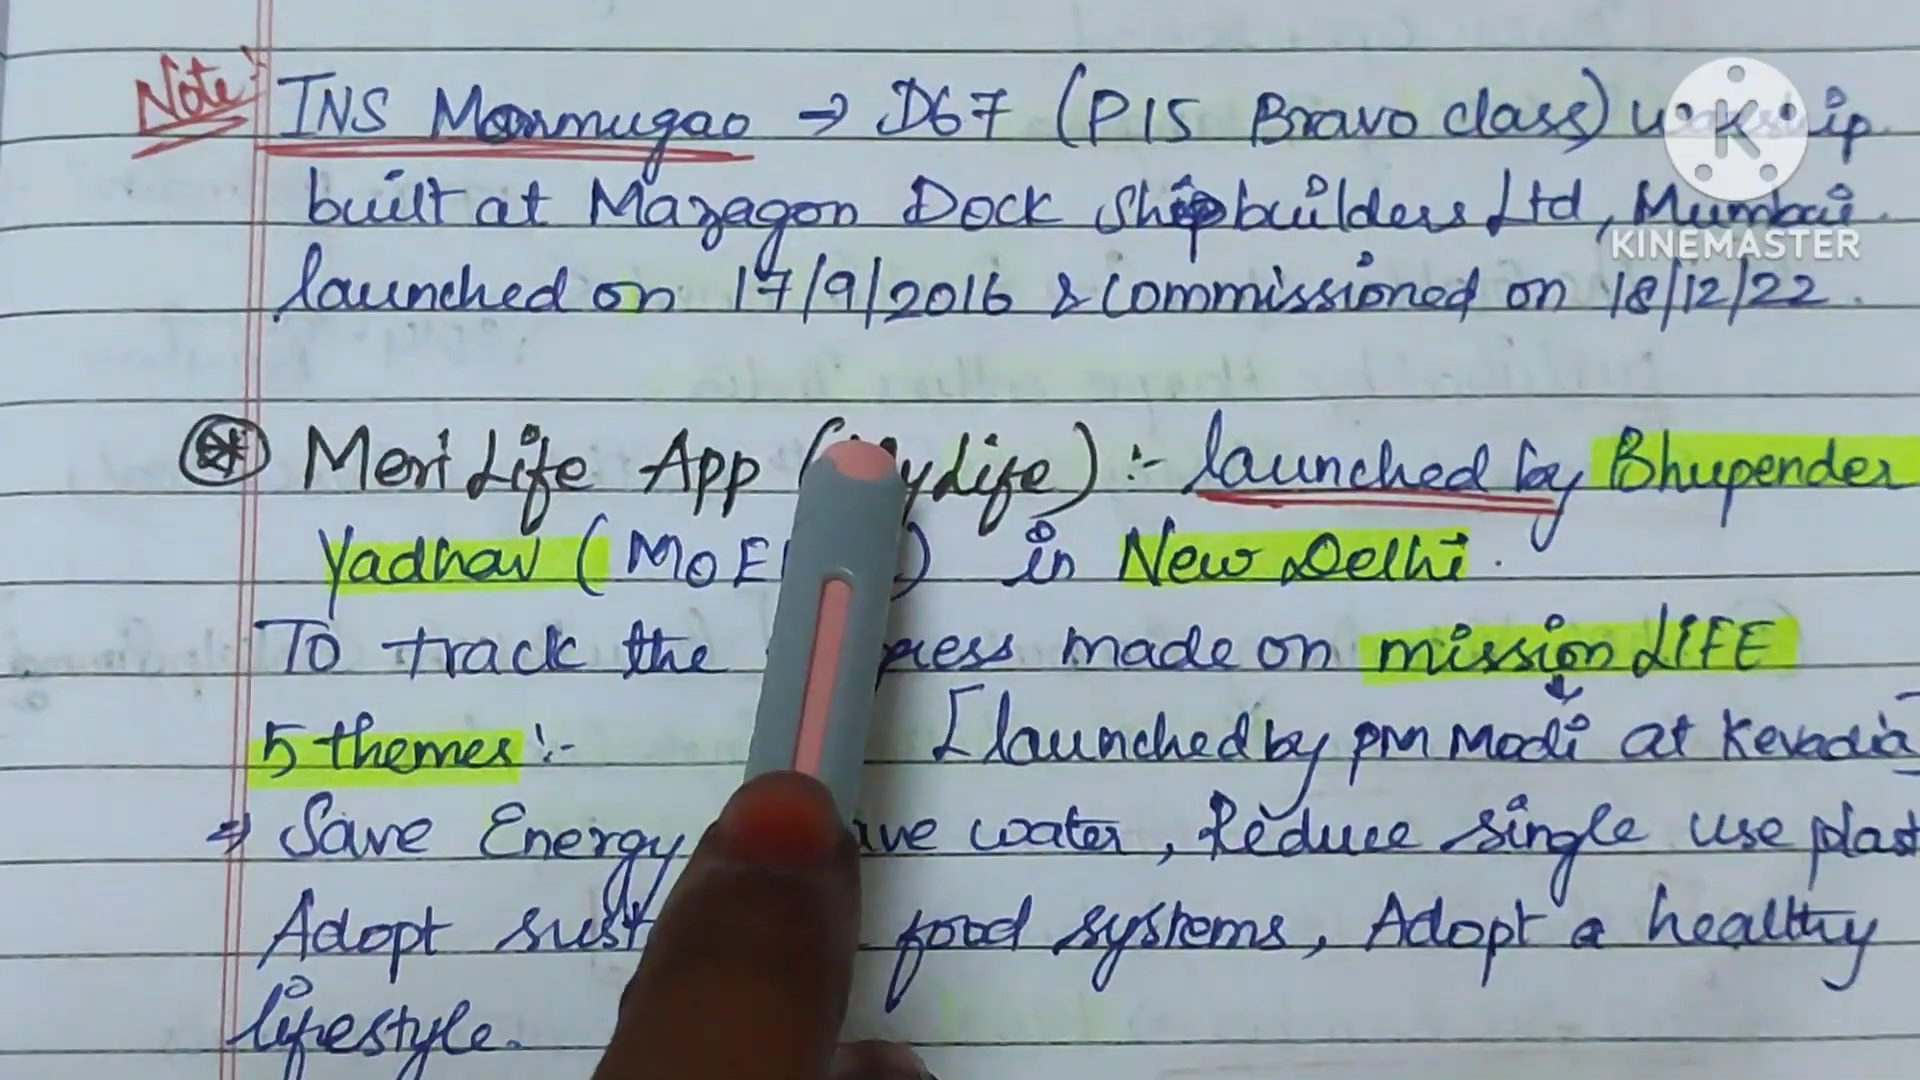 Note:
INS Mormugao → D67 (P15 Bravo class)
built at Mazagon Dock Shipbuilders Ltd, Mumbai.
launched on 17/9/2016 & Commissioned on 18/12/22.
KINEMASTER
Meri Life App ( ) :- launched by Bhupender
Yadhav ( ) in New Delhi.
To track the made on mission LIFE
5 themes :- [launched by PM Modi at Kevadia
⇒ Save Energy water, Reduce single use
Adopt food systems, Adopt a healthy
lifestyle.